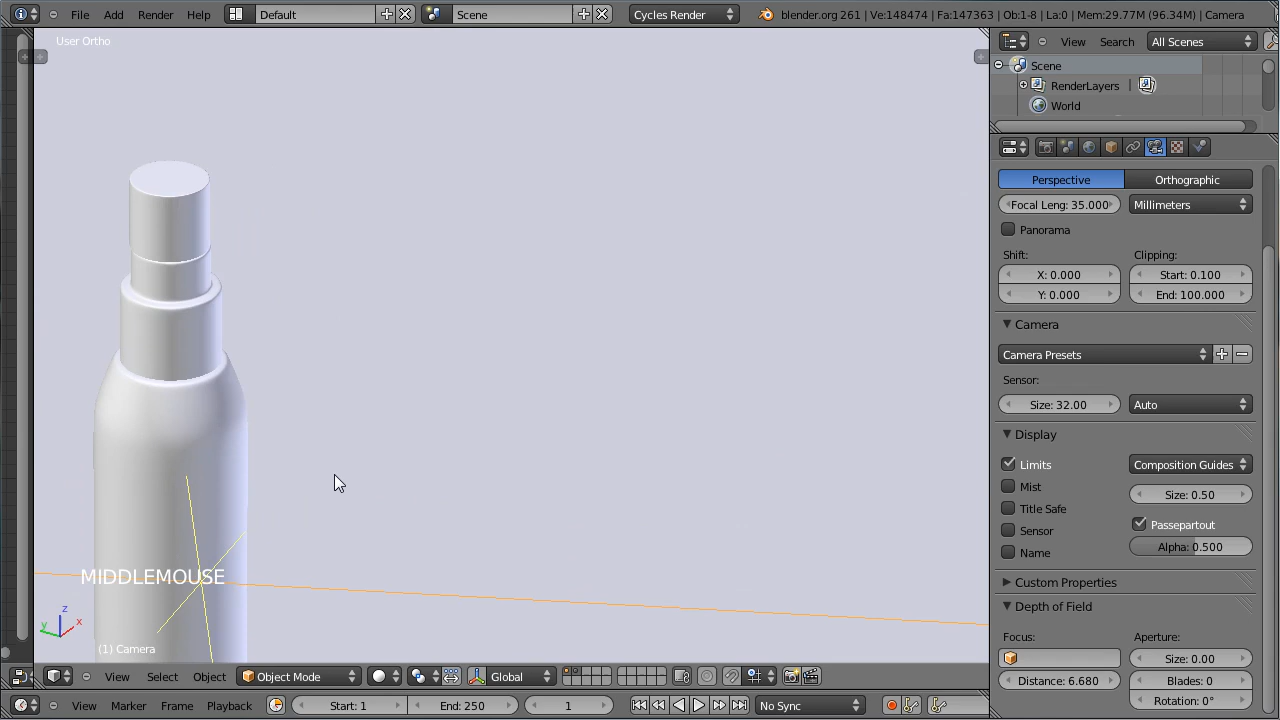 File Add Render Help Default Scene Cycles Render blender.org 261 | Ve:148474 | Fa:147363 | Ob:1-8 | La:0 | Mem:29.77M (96.34M) | Camera
User Ortho
View Search All Scenes
Scene
RenderLayers |
World
Perspective Orthographic
Focal Len: 35.000 Millimeters
Panorama
Shift: Clipping:
X: 0.000 Start: 0.100
Y: 0.000 End: 100.000
Camera
Camera Presets
Sensor:
Size: 32.00 Auto
Display
Limits Composition Guides
Mist Size: 0.50
Title Safe
Sensor Passepartout
Name Alpha: 0.500
Custom Properties
Depth of Field
Focus: Aperture:
Size: 0.00
Distance: 6.680 Blades: 0
Rotation: 0°
MIDDLEMOUSE
z
y x
(1) Camera
View Select Object Object Mode Global
View Marker Frame Playback Start: 1 End: 250 1 No Sync